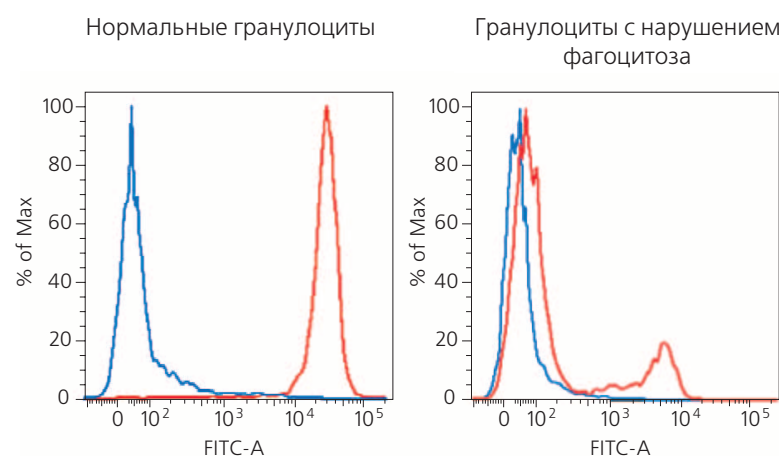 Нормальные гранулоциты
Гранулоциты с нарушением
фагоцитоза
100
80
60
40
20
0
% of Max
0 10² 10³ 10⁴ 10⁵
FITC-A
100
80
60
40
20
0
% of Max
0 10² 10³ 10⁴ 10⁵
FITC-A